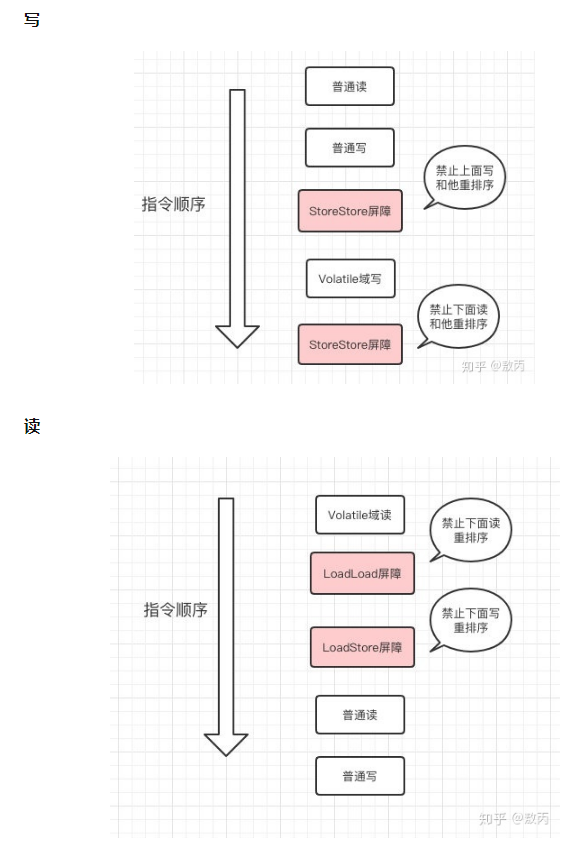 写
普通读
普通写
禁止上面写
和他重排序
指令顺序
StoreStore屏障
Volatile域写
禁止下面读
和他重排序
StoreStore屏障
知乎 @敖丙
读
Volatile域读
禁止下面读
重排序
LoadLoad屏障
指令顺序
禁止下面写
重排序
LoadStore屏障
普通读
普通写
知乎 @敖丙